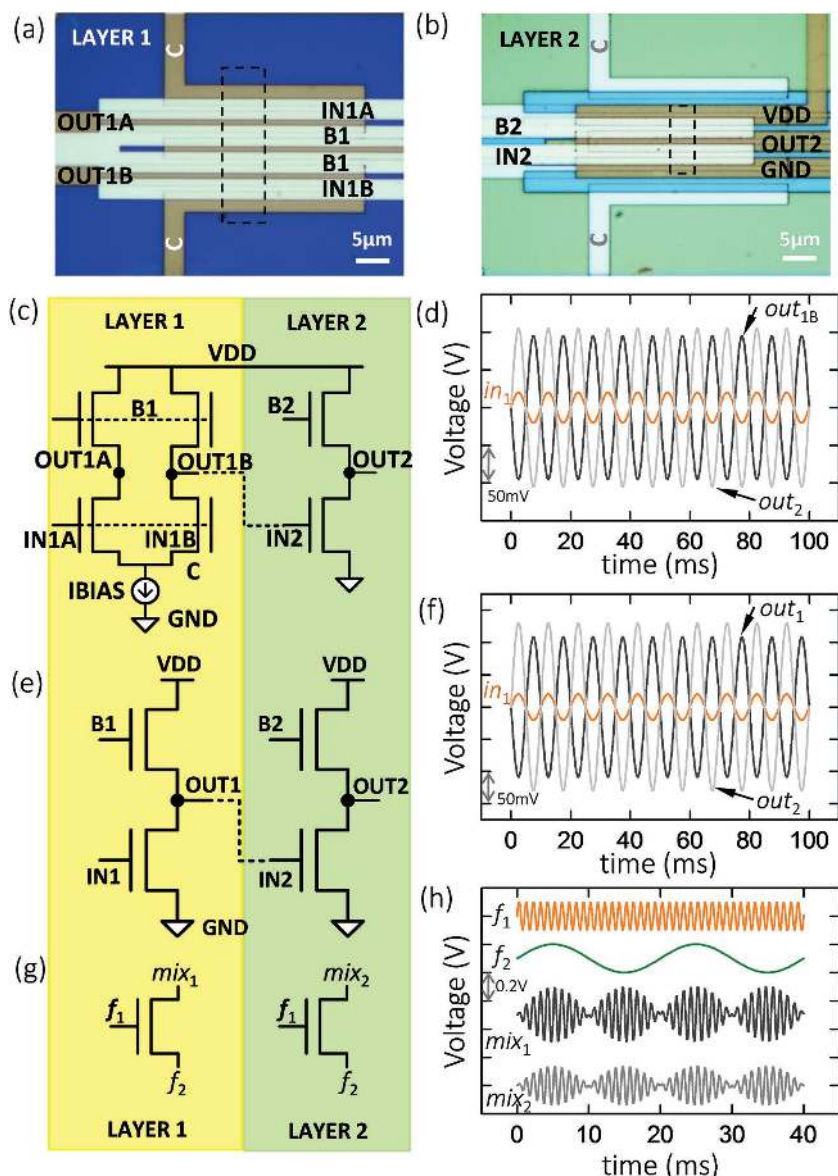 (a)
LAYER 1
C
IN1A
OUT1A
B1
B1
OUT1B
IN1B
C
5µm
(b)
LAYER 2
C
VDD
B2
OUT2
IN2
GND
C
5µm
(c)
LAYER 1
LAYER 2
VDD
B1
B2
OUT1A
OUT1B
OUT2
IN1A
IN1B
IN2
C
IBIAS
GND
(d)
Voltage (V)
out1B
in1
50mV
out2
0 20 40 60 80 100
time (ms)
(e)
VDD
VDD
B1
B2
OUT1
OUT2
IN1
IN2
GND
(f)
Voltage (V)
out1
in1
50mV
out2
0 20 40 60 80 100
time (ms)
(g)
mix1
mix2
f1
f1
f2
f2
LAYER 1
LAYER 2
(h)
Voltage (V)
f1
f2
0.2V
mix1
mix2
0 10 20 30 40
time (ms)